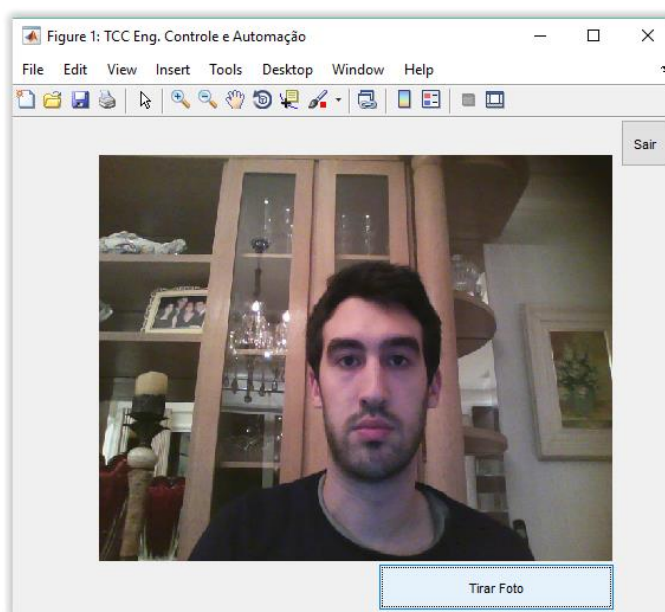 Figure 1: TCC Eng. Controle e Automação
File Edit View Insert Tools Desktop Window Help
Sair
Tirar Foto